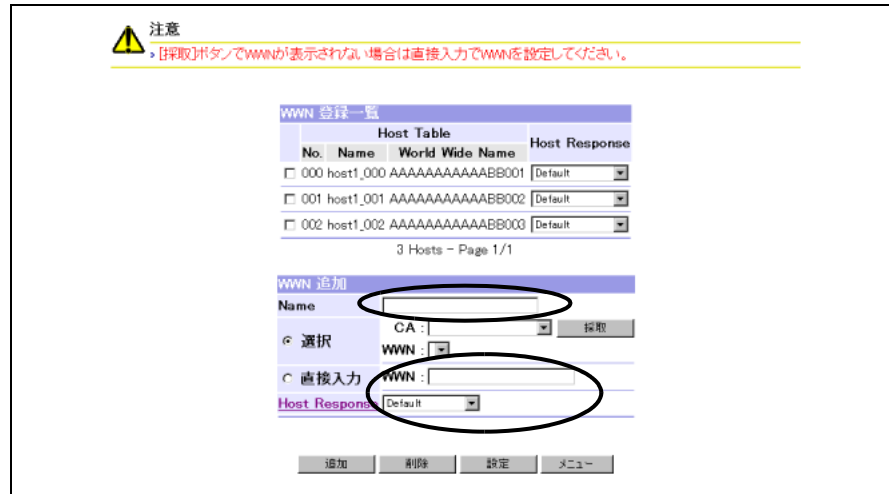 注意
[採取]ボタンでWWNが表示されない場合は直接入力でWWNを設定してください。
WWN 登録一覧
Host Table
Host Response
No. Name World Wide Name
000 host1_000 AAAAAAAAAAABB001 Default
001 host1_001 AAAAAAAAAAABB002 Default
002 host1_002 AAAAAAAAAAABB003 Default
3 Hosts - Page 1/1
WWN 追加
Name
選択 CA : 採取
WWN :
直接入力 WWN :
Host Response Default
追加 削除 設定 メニュー